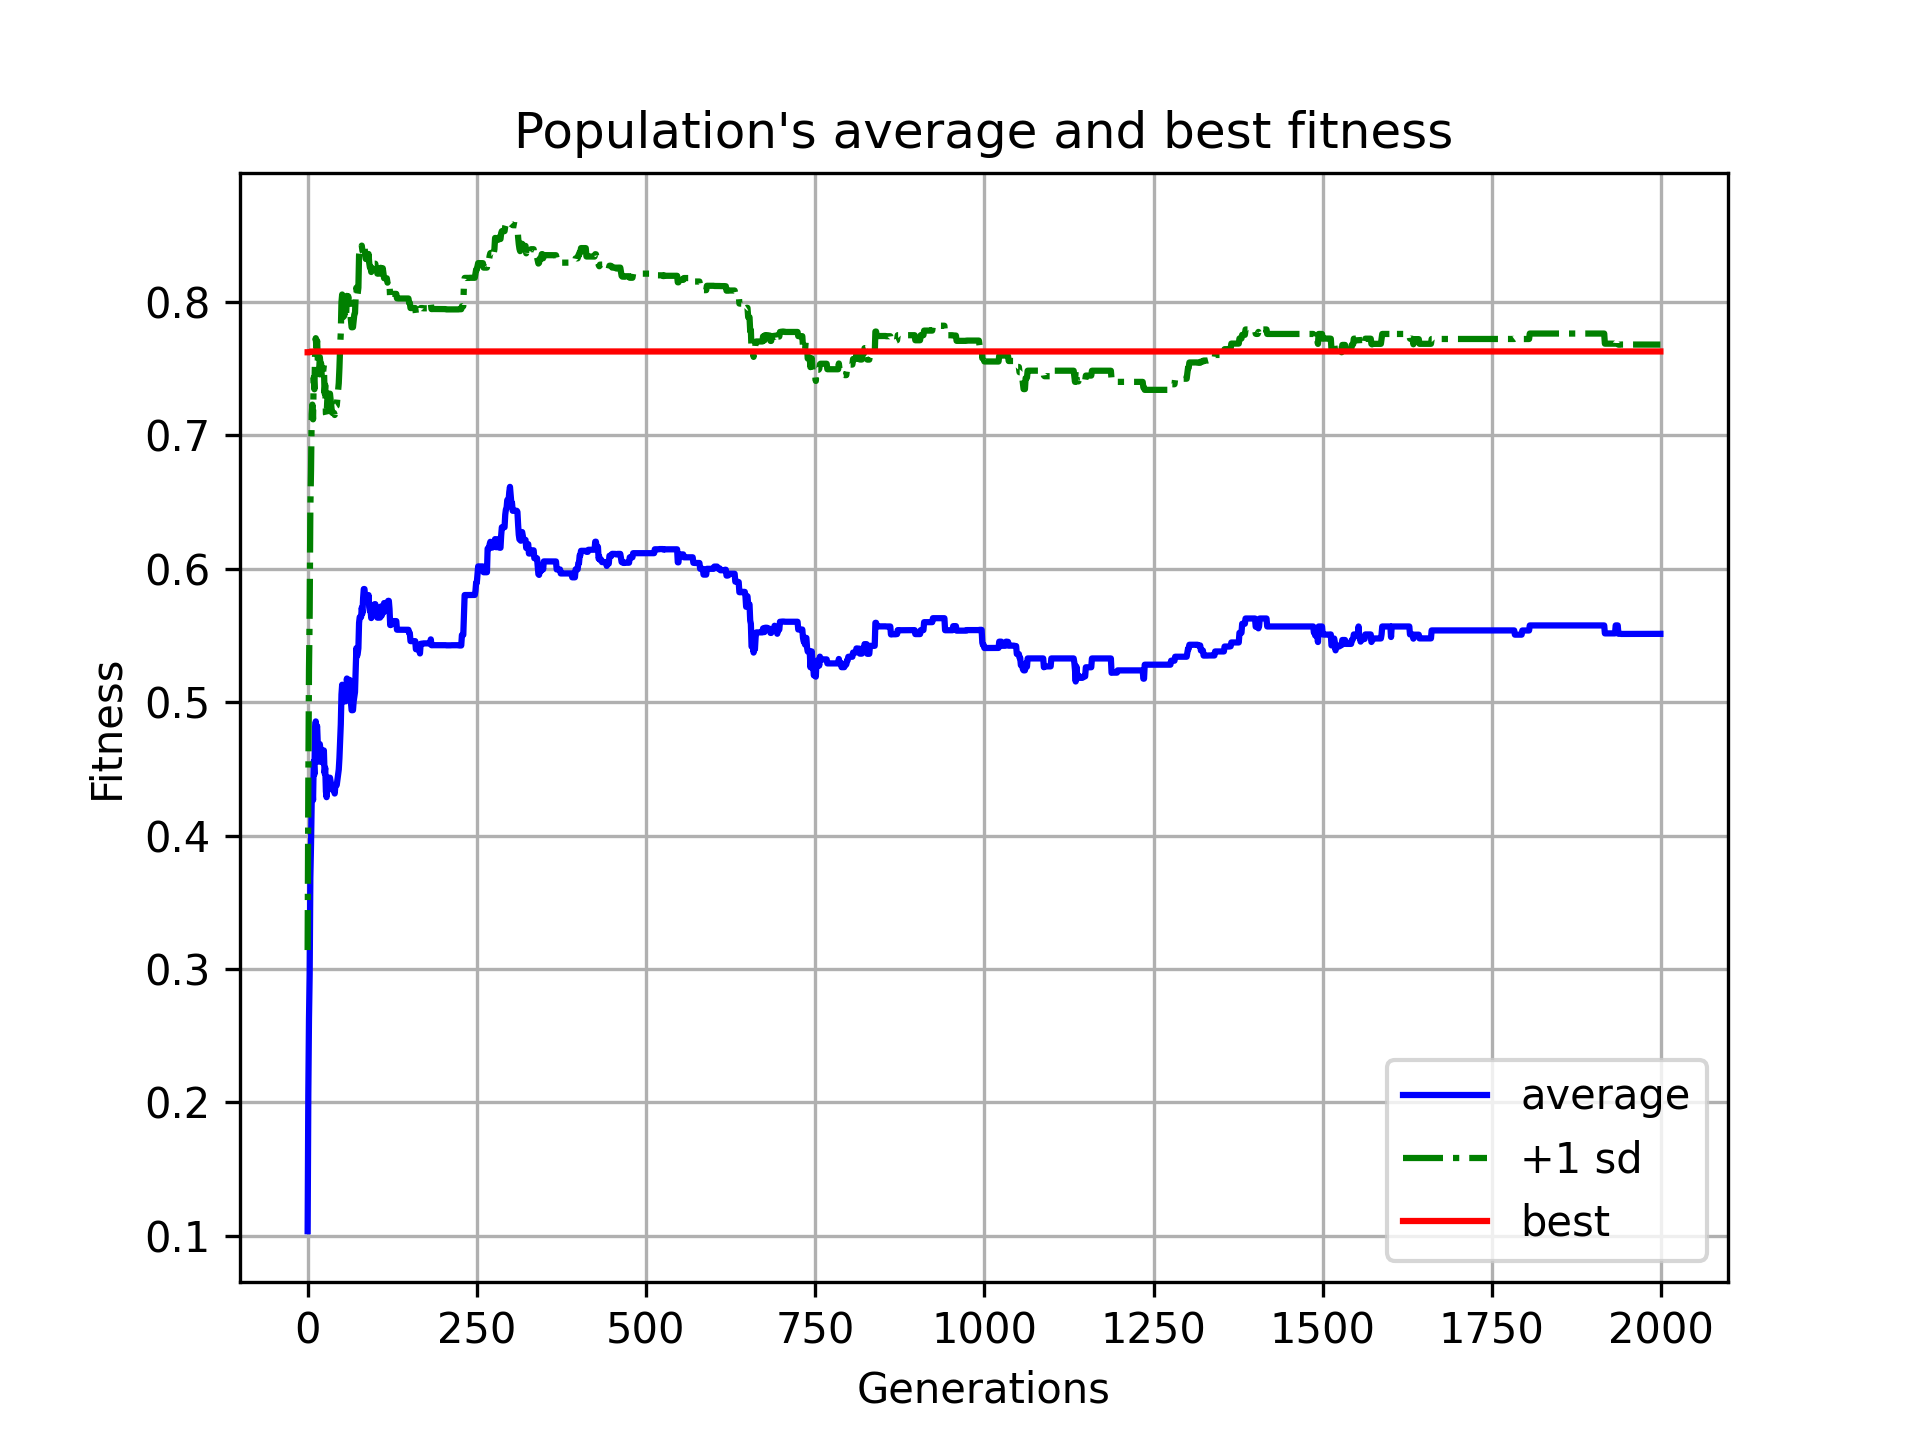 Population's average and best fitness
Fitness
0.8
0.7
0.6
0.5
0.4
0.3
0.2
0.1
0 250 500 750 1000 1250 1500 1750 2000
Generations
average
+1 sd
best